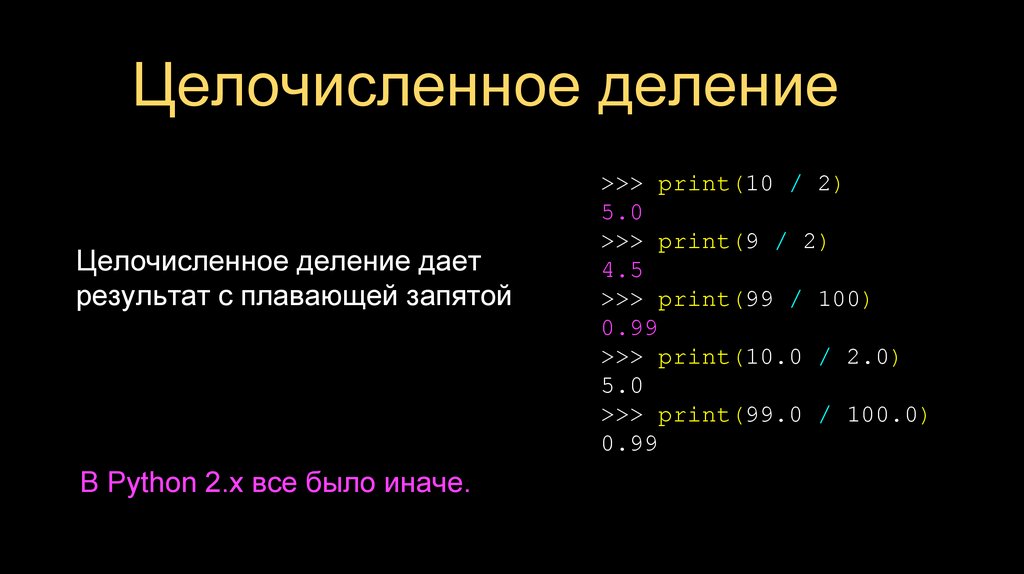 Целочисленное деление
Целочисленное деление дает
результат с плавающей запятой
>>> print(10 / 2)
5.0
>>> print(9 / 2)
4.5
>>> print(99 / 100)
0.99
>>> print(10.0 / 2.0)
5.0
>>> print(99.0 / 100.0)
0.99
В Python 2.x все было иначе.